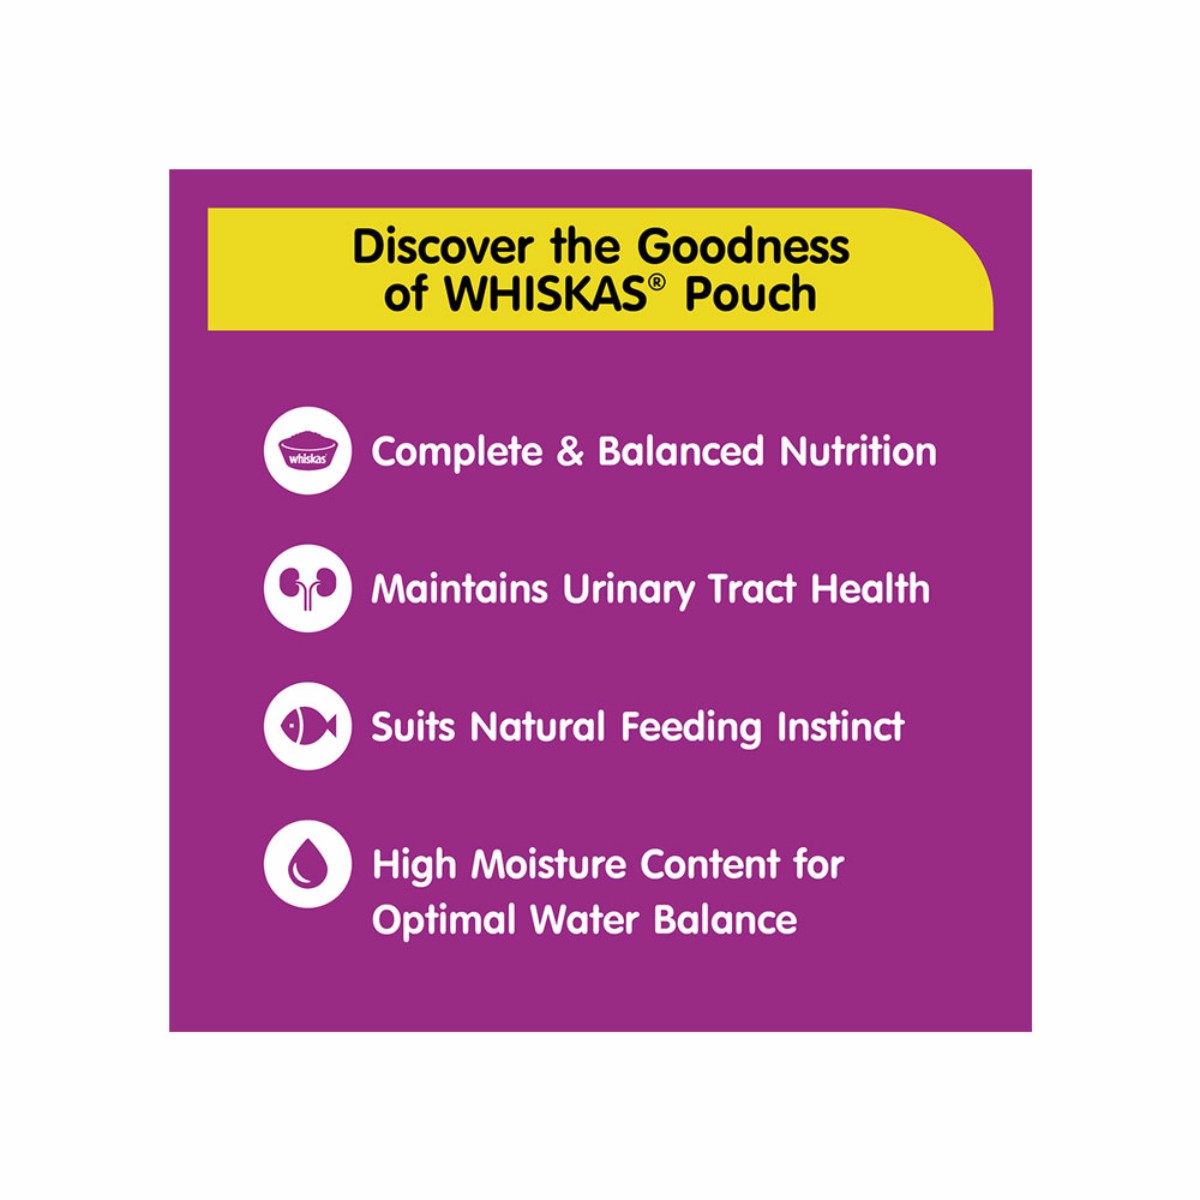 Discover the Goodness
of WHISKAS® Pouch
whiskas
Complete & Balanced Nutrition
Maintains Urinary Tract Health
Suits Natural Feeding Instinct
High Moisture Content for
Optimal Water Balance